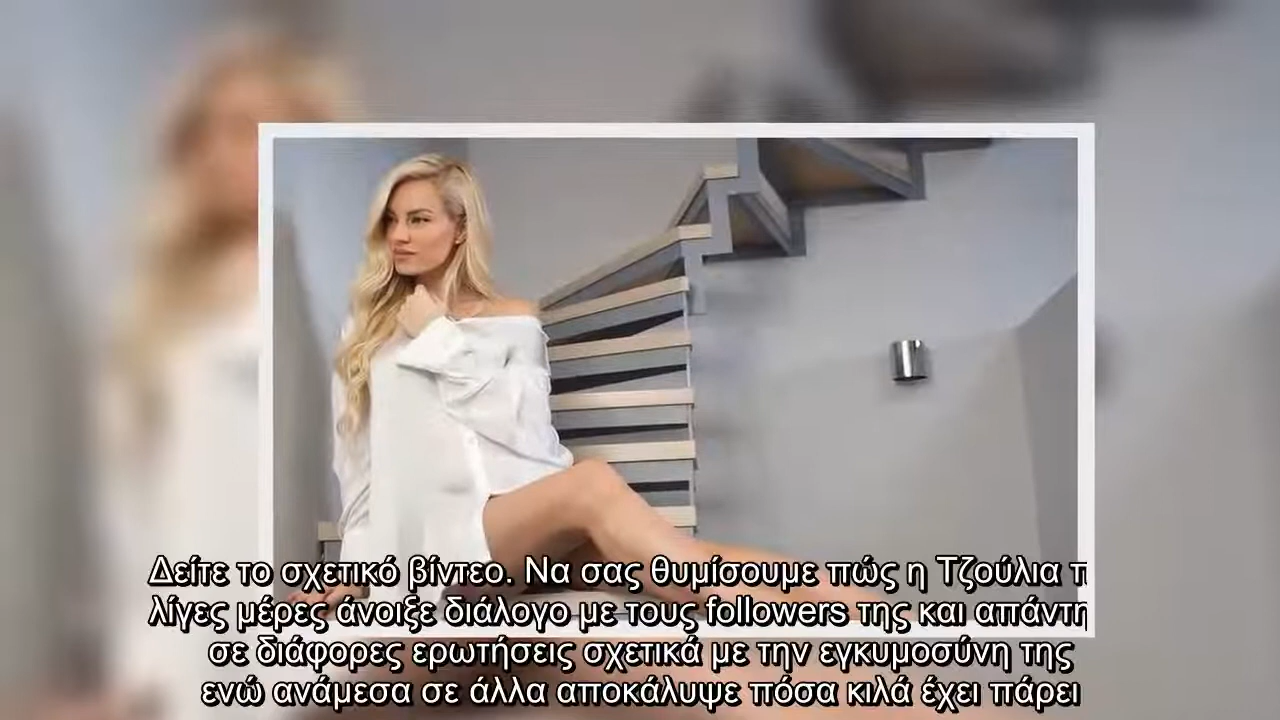 Δείτε το σχετικό βίντεο. Να σας θυμίσουμε πώς η Τζούλια
λίγες μέρες άνοιξε διάλογο με τους followers της και
σε διάφορες ερωτήσεις σχετικά με την εγκυμοσύνη της
ενώ ανάμεσα σε άλλα αποκάλυψε πόσα κιλά έχει πάρει